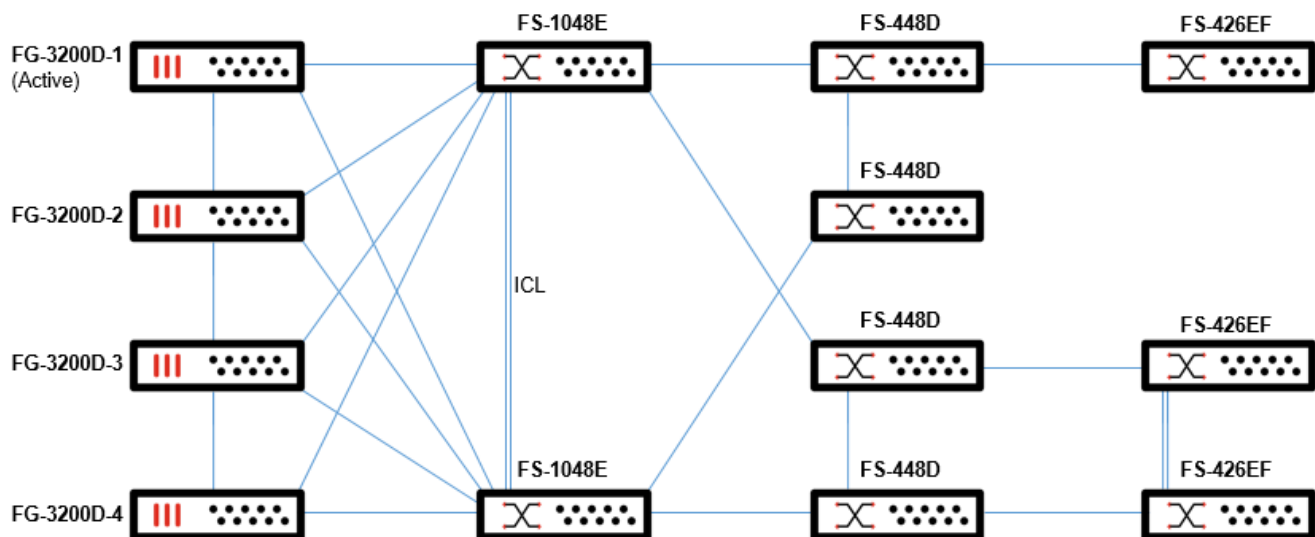 FS-1048E
FS-448D
FS-426EF
FG-3200D-1
(Active)
FS-448D
FG-3200D-2
ICL
FS-448D
FS-426EF
FG-3200D-3
FS-1048E
FS-448D
FS-426EF
FG-3200D-4